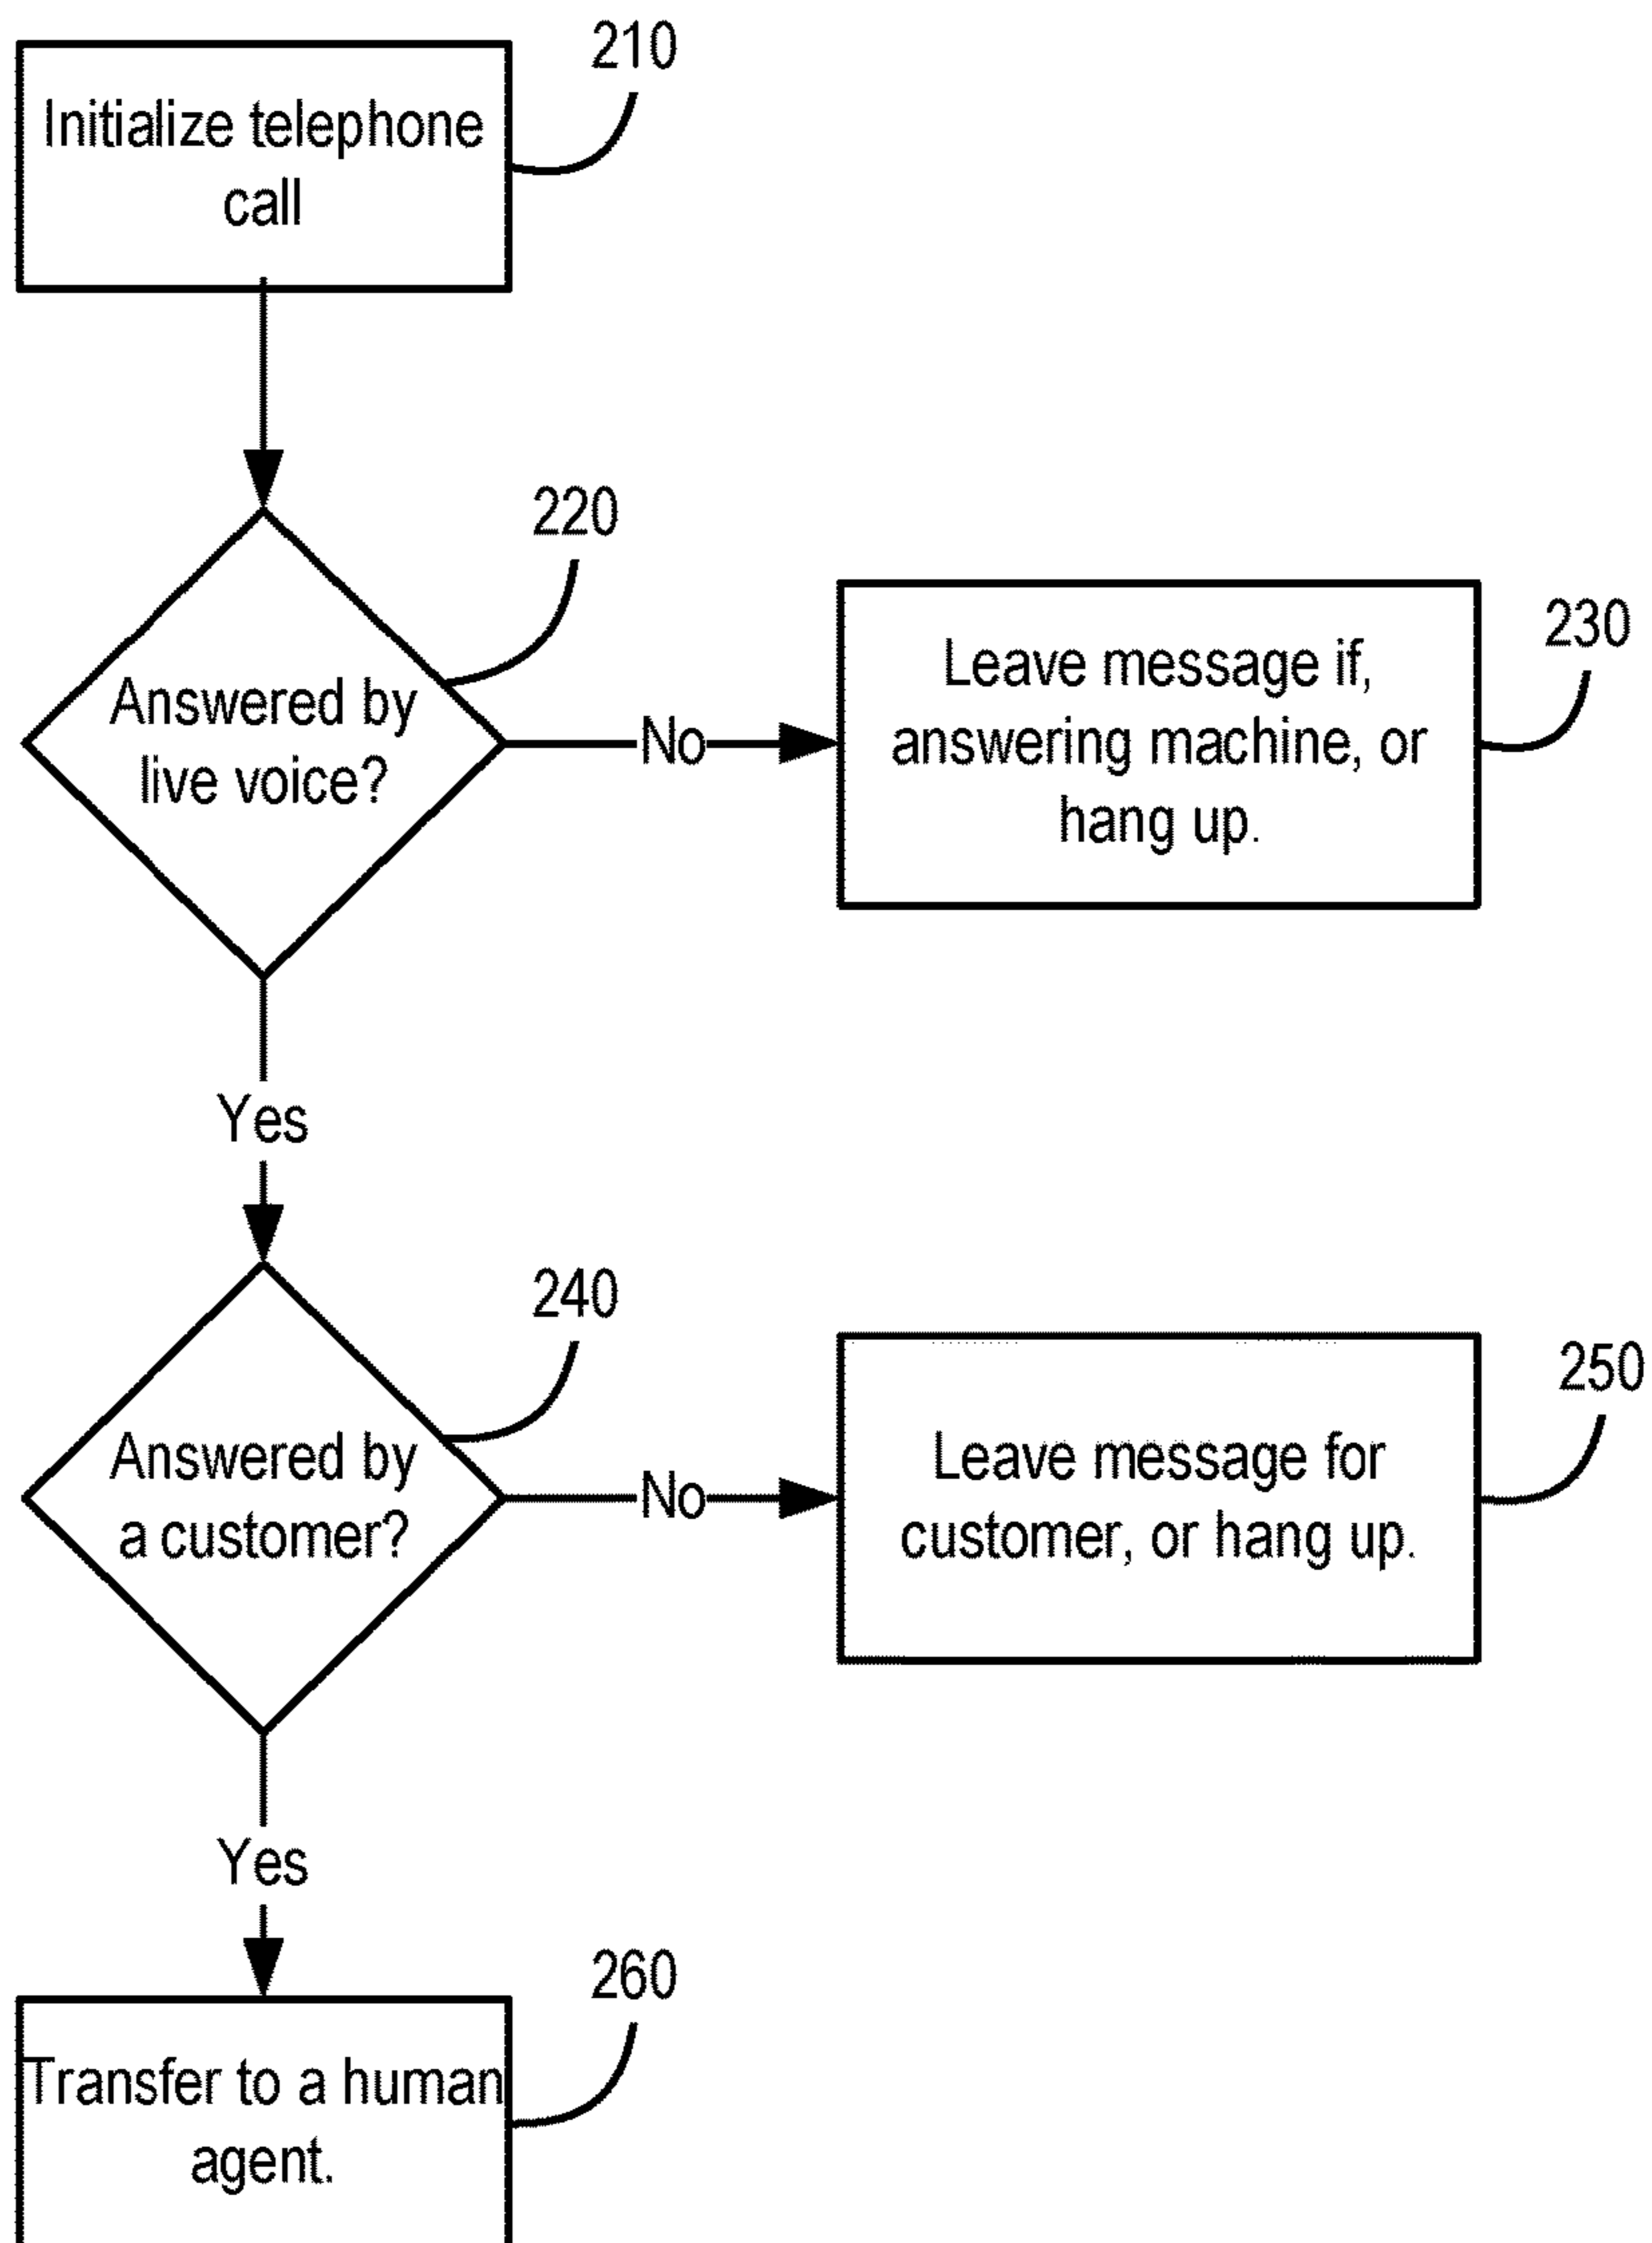 210
Initialize telephone
call
220
Answered by
live voice?
No
230
Leave message if,
answering machine, or
hang up.
Yes
240
Answered by
a customer?
No
250
Leave message for
customer, or hang up.
Yes
260
Transfer to a human
agent.